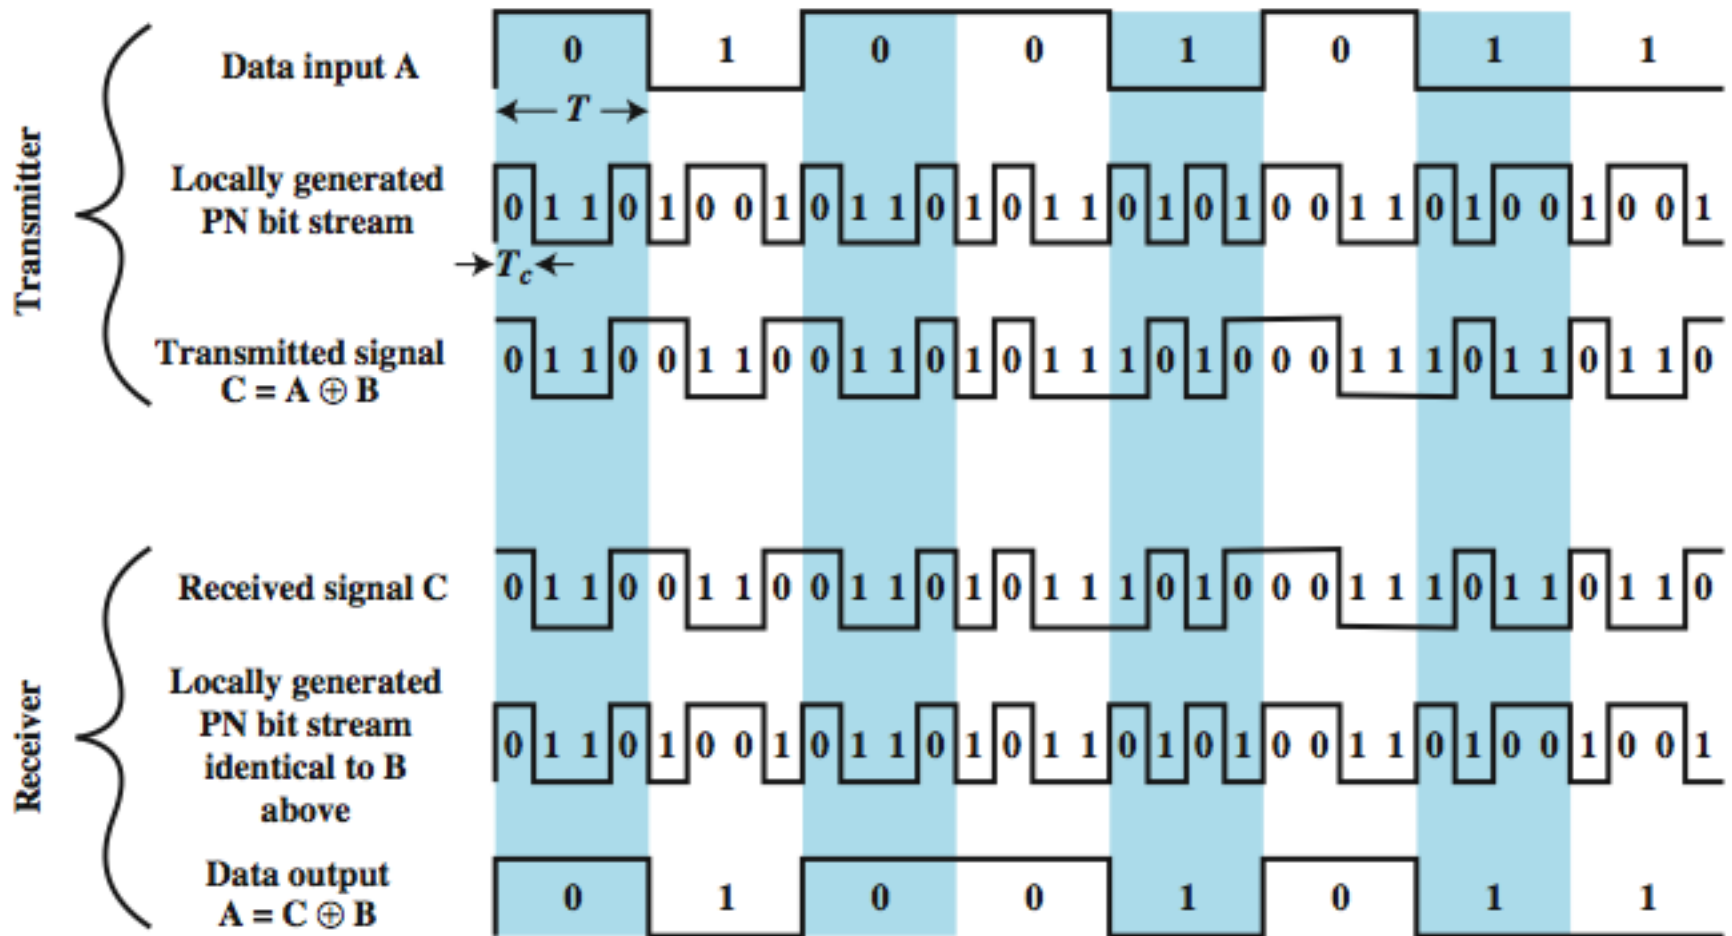 Transmitter
Data input A
0 1 0 0 1 0 1 1
T
Locally generated
PN bit stream
0 1 1 0 1 0 0 1 0 1 1 0 1 0 1 1 0 1 0 1 0 0 1 1 0 1 0 0 1 0 0 1
Tc
Transmitted signal
C = A ⊕ B
0 1 1 0 0 1 1 0 0 1 1 0 1 0 1 1 1 0 1 0 0 0 1 1 1 0 1 1 0 1 1 0
Receiver
Received signal C
0 1 1 0 0 1 1 0 0 1 1 0 1 0 1 1 1 0 1 0 0 0 1 1 1 0 1 1 0 1 1 0
Locally generated
PN bit stream
identical to B
above
0 1 1 0 1 0 0 1 0 1 1 0 1 0 1 1 0 1 0 1 0 0 1 1 0 1 0 0 1 0 0 1
Data output
A = C ⊕ B
0 1 0 0 1 0 1 1